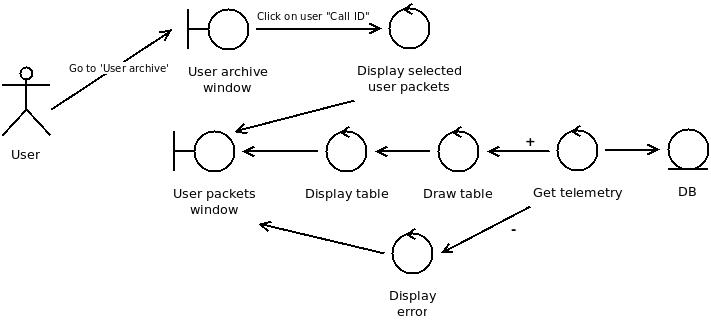 Click on user "Call ID"
Go to 'User archive'
User archive
window
Display selected
user packets
User
+
User packets
window
Display table
Draw table
Get telemetry
DB
-
Display
error